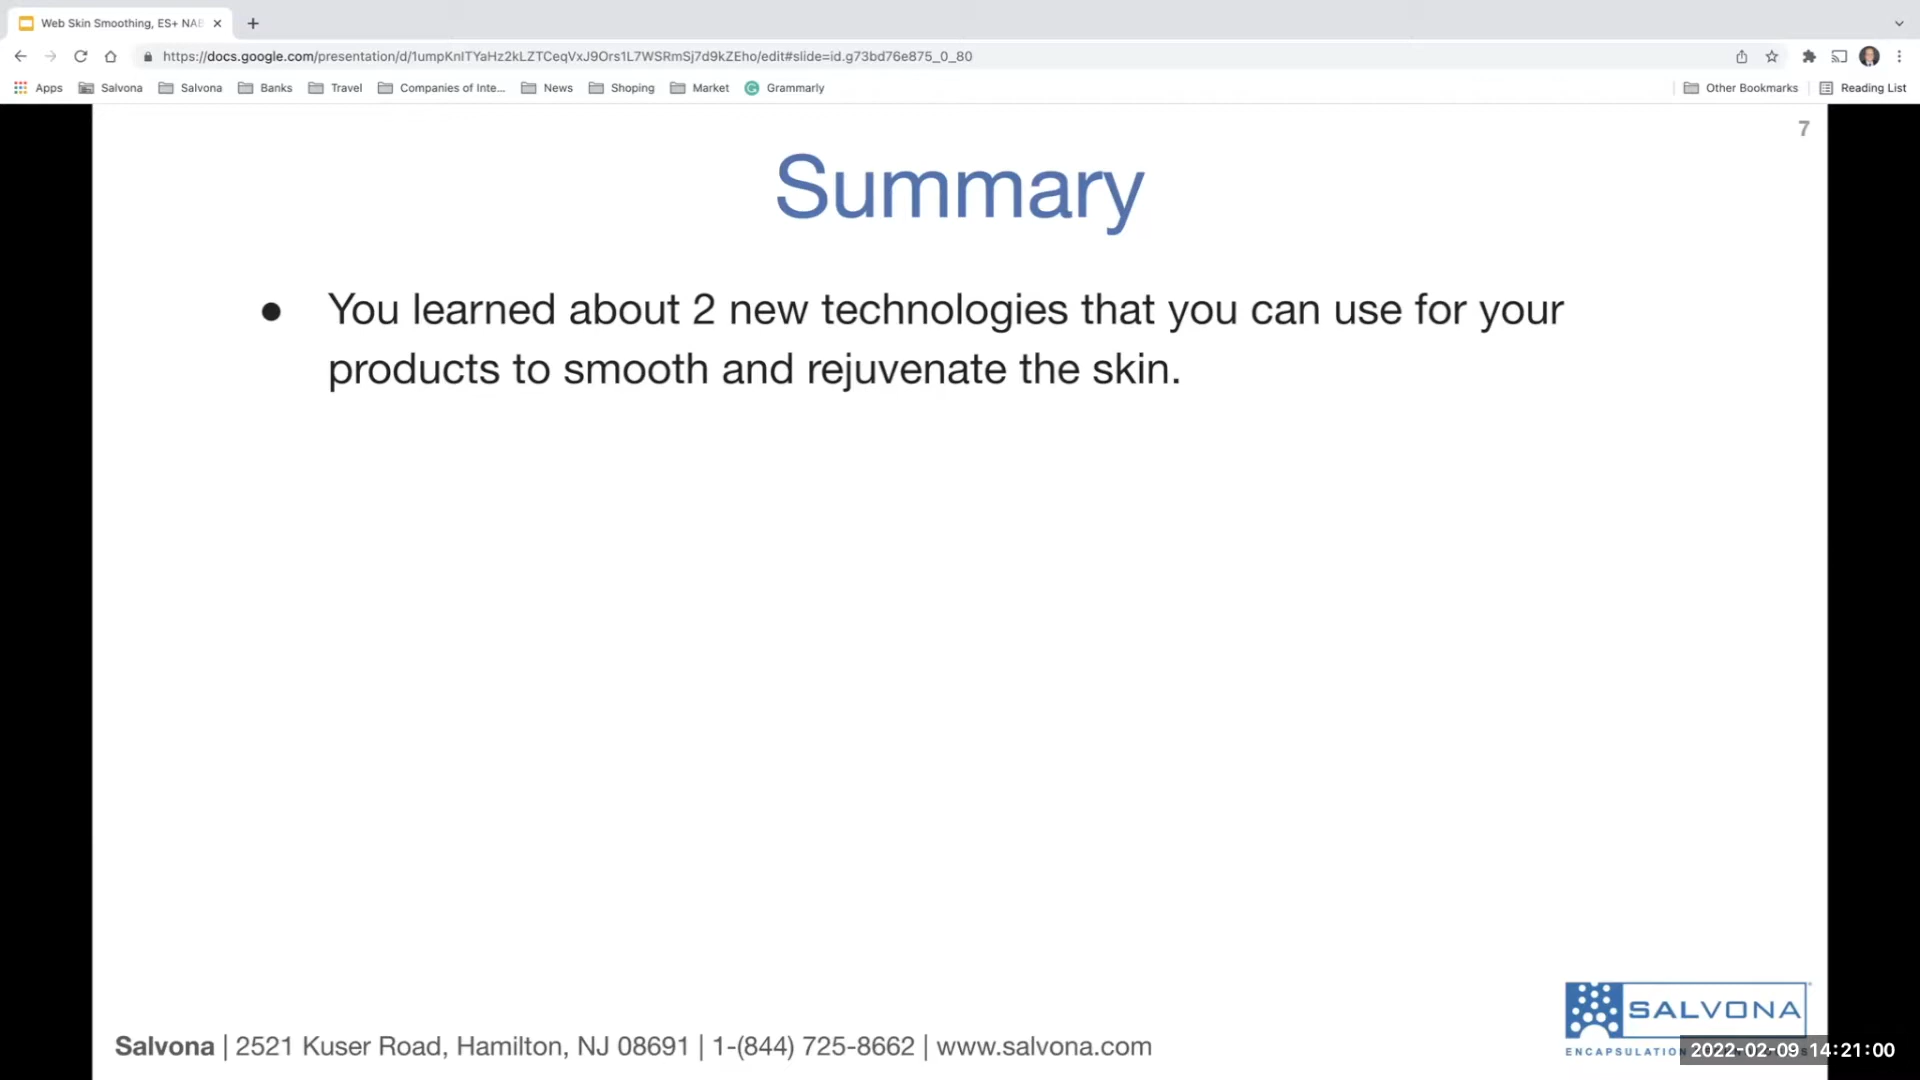 Web Skin Smoothing, ES+ NAB
https://docs.google.com/presentation/d/1umpKnITYaHz2kLZTCeqVxJ9Ors1L7WSRmSj7d9kZEho/edit#slide=id.g73bd76e875_0_80
Apps Salvona Salvona Banks Travel Companies of Inte... News Shoping Market Grammarly Other Bookmarks Reading List
7
Summary
● You learned about 2 new technologies that you can use for your
products to smooth and rejuvenate the skin.
SALVONA
ENCAPSULATION
Salvona | 2521 Kuser Road, Hamilton, NJ 08691 | 1-(844) 725-8662 | www.salvona.com
2022-02-09 14:21:00